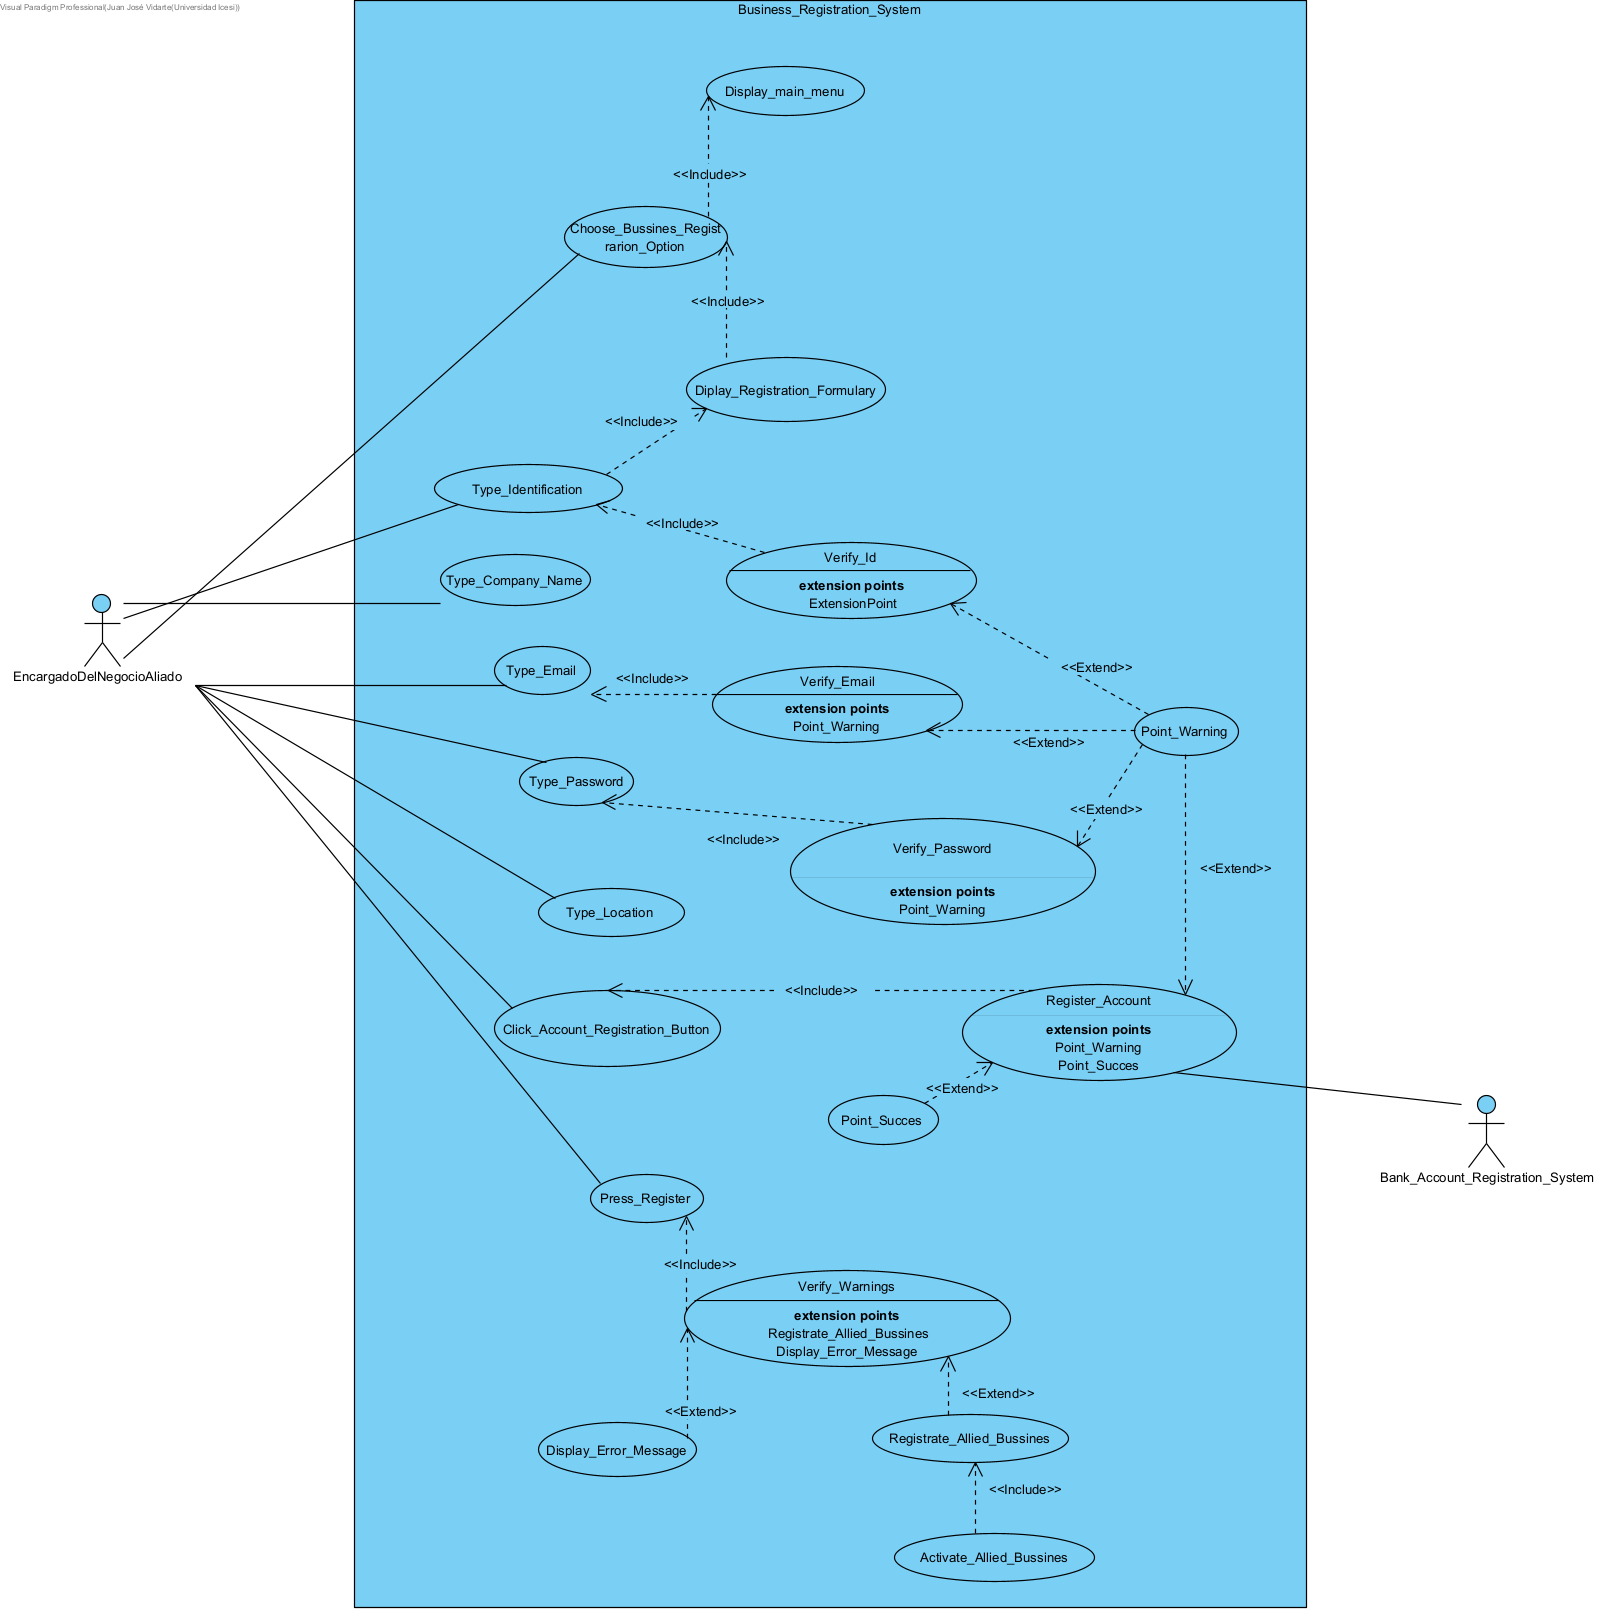 Visual Paradigm Professional(Juan José Vidarte(Universidad Icesi))
Business_Registration_System
Display_main_menu
<<Include>>
Choose_Bussines_Regist
rarion_Option
<<Include>>
Diplay_Registration_Formulary
<<Include>>
Type_Identification
<<Include>>
Verify_Id
extension points
ExtensionPoint
Type_Company_Name
EncargadoDelNegocioAliado
Type_Email
<<Include>>
Verify_Email
extension points
Point_Warning
<<Extend>>
<<Extend>>
Point_Warning
Type_Password
<<Include>>
<<Extend>>
Verify_Password
extension points
Point_Warning
<<Extend>>
Type_Location
<<Include>>
Click_Account_Registration_Button
Register_Account
extension points
Point_Warning
Point_Succes
<<Extend>>
Point_Succes
Bank_Account_Registration_System
Press_Register
<<Include>>
Verify_Warnings
extension points
Registrate_Allied_Bussines
Display_Error_Message
<<Extend>>
<<Extend>>
Display_Error_Message
Registrate_Allied_Bussines
<<Include>>
Activate_Allied_Bussines